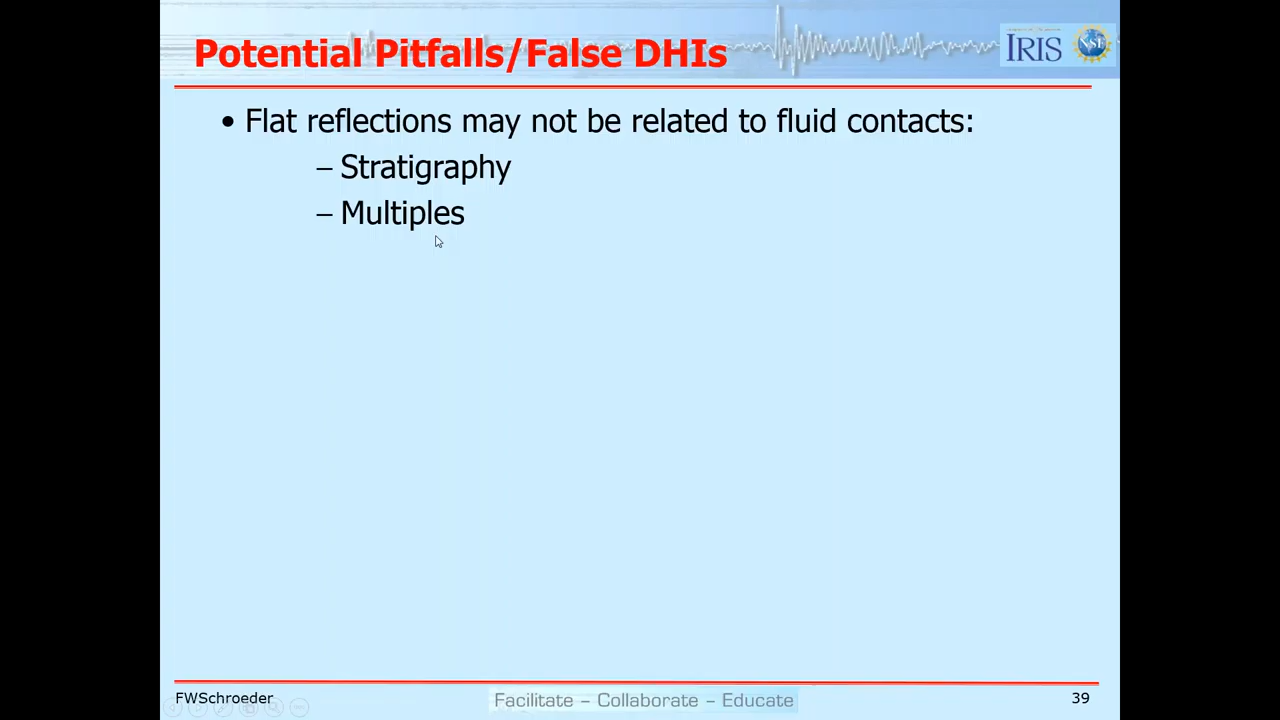 Potential Pitfalls/False DHIs
IRIS
NSF
• Flat reflections may not be related to fluid contacts:
– Stratigraphy
– Multiples
FWSchroeder
Facilitate – Collaborate – Educate
39